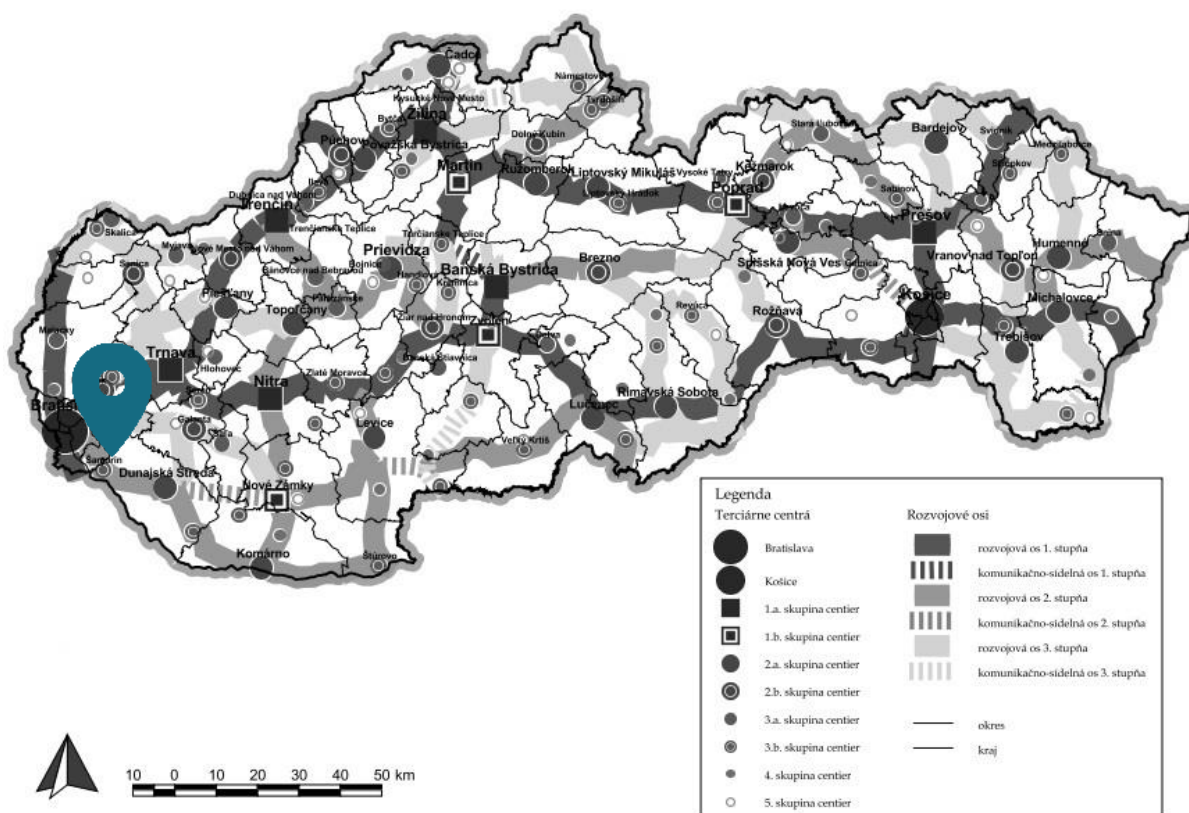 Čadca
Námestovo
Kysucké Nové Mesto
Tvrdošín
Bytča
Žilina
Stará Ľubovňa
Bardejov
Svidník
Púchov
Považská Bystrica
Dolný Kubín
Medzilaborce
Stropkov
Martin
Ružomberok
Liptovský Mikuláš
Vysoké Tatry
Kežmarok
Ilava
Dubnica nad Váhom
Liptovský Hrádok
Poprad
Sabinov
Trenčín
Levoča
Prešov
Skalica
Trenčianske Teplice
Turčianske Teplice
Snina
Myjava
Nové Mesto nad Váhom
Prievidza
Humenné
Senica
Bánovce nad Bebravou
Bojnice
Handlová
Banská Bystrica
Brezno
Spišská Nová Ves
Gelnica
Vranov nad Topľou
Kremnica
Piešťany
Partizánske
Košice
Michalovce
Topoľčany
Žiar nad Hronom
Revúca
Rožňava
Malacky
Zvolen
Detva
Trebišov
Trnava
Hlohovec
Banská Štiavnica
Nitra
Zlaté Moravce
Sereď
Rimavská Sobota
Bratisl
Lučenec
Galanta
Šaľa
Levice
Veľký Krtíš
Šamorín
Dunajská Streda
Nové Zámky
Komárno
Štúrovo
Legenda
Terciárne centrá
Rozvojové osi
Bratislava
rozvojová os 1. stupňa
komunikačno-sídelná os 1. stupňa
Košice
rozvojová os 2. stupňa
1.a. skupina centier
komunikačno-sídelná os 2. stupňa
1.b. skupina centier
rozvojová os 3. stupňa
2.a. skupina centier
komunikačno-sídelná os 3. stupňa
2.b. skupina centier
3.a. skupina centier
okres
3.b. skupina centier
kraj
4. skupina centier
5. skupina centier
10 0 10 20 30 40 50 km